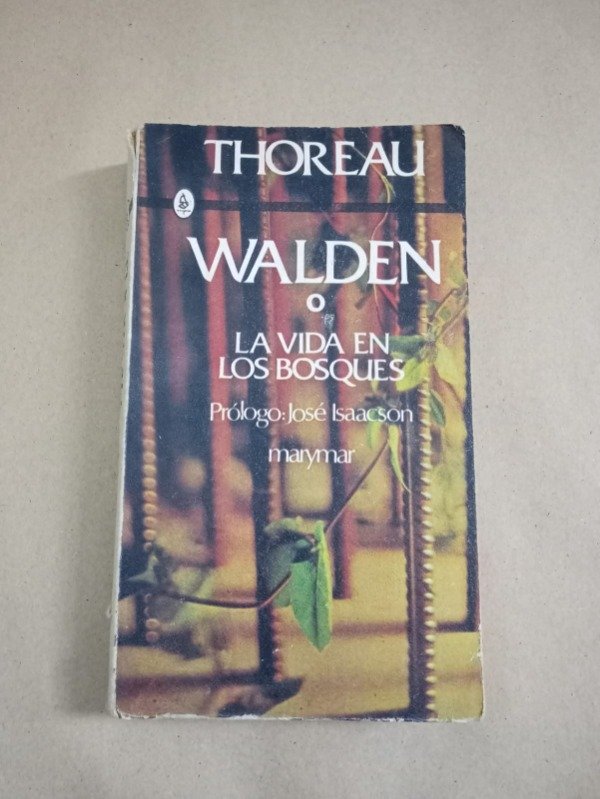 THOREAU
WALDEN
o
LA VIDA EN
LOS BOSQUES
Prólogo: José Isaacson
marymar